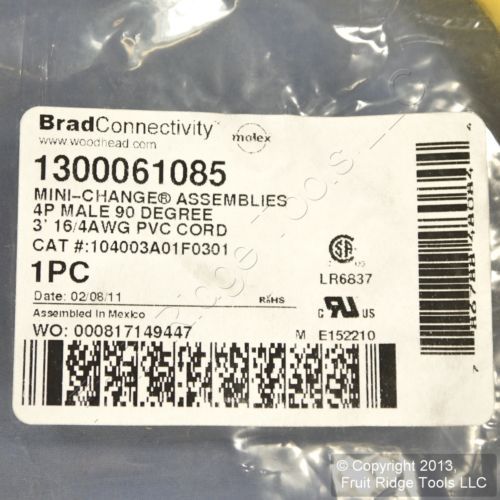 BradConnectivity™ molex
www.woodhead.com
1300061085
MINI-CHANGE® ASSEMBLIES
4P MALE 90 DEGREE
3' 16/4AWG PVC CORD
CAT #:104003A01F0301
1PC
LR6837
Date: 02/08/11 RoHS
C US
Assembled in Mexico
WO: 000817149447 M E152210
© Copyright 2013
Fruit Ridge Tools LLC